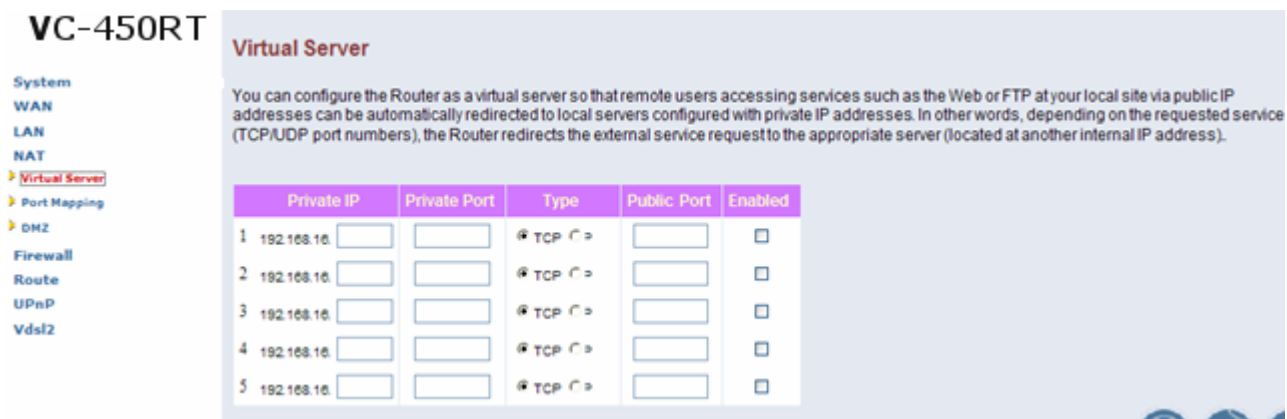 VC-450RT
System
WAN
LAN
NAT
Virtual Server
Port Mapping
DMZ
Firewall
Route
UPnP
Vdsl2
Virtual Server
You can configure the Router as a virtual server so that remote users accessing services such as the Web or FTP at your local site via public IP
addresses can be automatically redirected to local servers configured with private IP addresses. In other words, depending on the requested service
(TCP/UDP port numbers), the Router redirects the external service request to the appropriate server (located at another internal IP address).
Private IP Private Port Type Public Port Enabled
1 192.168.16. TCP
2 192.168.16. TCP
3 192.168.16. TCP
4 192.168.16. TCP
5 192.168.16. TCP